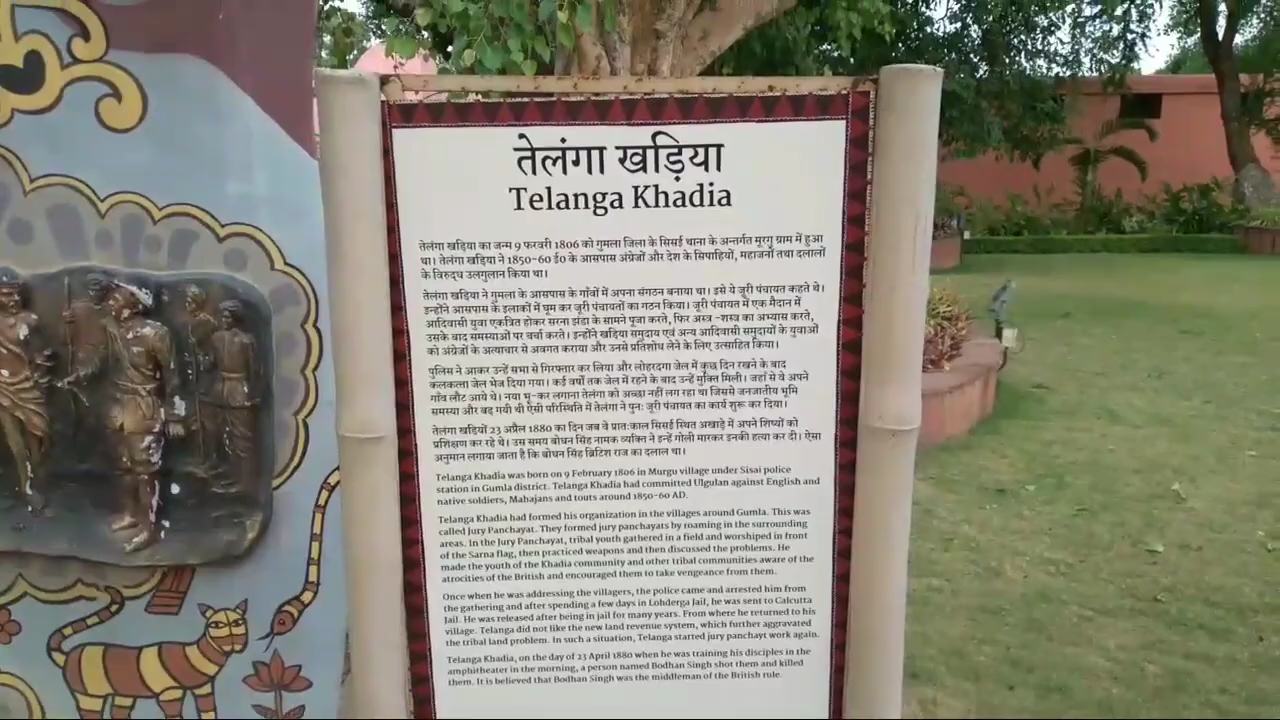 तेलंगा खड़िया
Telanga Khadia
तेलंगा खड़िया का जन्म 9 फरवरी 1806 को गुमला जिला के सिसई थाना के अन्तर्गत मूरगु ग्राम में हुआ
था। तेलंगा खड़िया ने 1850-60 ई० के आसपास अंग्रेजों और देश के सिपाहियों, महाजनों तथा दलालों
के विरुद्ध उलगुलान किया था।
तेलंगा खड़िया ने गुमला के आसपास के गाँवों में अपना संगठन बनाया था। इसे ये जूरी पंचायत कहते थे।
इन्होंने आसपास के इलाकों में घूम कर जूरी पंचायतों का गठन किया। जूरी पंचायत में एक मैदान में
आदिवासी युवा एकत्रित होकर सरना झंडा के सामने पूजा करते, फिर अस्त्र -शस्त्र का अभ्यास करते,
उसके बाद समस्याओं पर चर्चा करते। इन्होंने खड़िया समुदाय एवं अन्य आदिवासी समुदायों के युवाओं
को अंग्रेजों के अत्याचार से अवगत कराया और उनसे प्रतिशोध लेने के लिए उत्साहित किया।
पुलिस ने आकर उन्हें सभा से गिरफ्तार कर लिया और लोहरदगा जेल में कुछ दिन रखने के बाद
कलकत्ता जेल भेज दिया गया। कई वर्षों तक जेल में रहने के बाद उन्हें मुक्ति मिली। जहाँ से वे अपने
गाँव लौट आये थे। नया भू-कर लगाना तेलंगा को अच्छा नहीं लग रहा था जिससे जनजातीय भूमि
समस्या और बढ़ गयी थी ऐसी परिस्थिति में तेलंगा ने पुनः जूरी पंचायत का कार्य शुरू कर दिया।
तेलंगा खड़ियों 23 अप्रैल 1880 का दिन जब वे प्रातःकाल सिसई स्थित अखाड़े में अपने शिष्यों को
प्रशिक्षण कर रहे थे। उस समय बोधन सिंह नामक व्यक्ति ने इन्हें गोली मारकर इनकी हत्या कर दी। ऐसा
अनुमान लगाया जाता है कि बोधन सिंह ब्रिटिश राज का दलाल था।
Telanga Khadia was born on 9 February 1806 in Murgu village under Sisai police
station in Gumla district. Telanga Khadia had committed Ulgulan against English and
native soldiers, Mahajans and touts around 1850-60 AD.
Telanga Khadia had formed his organization in the villages around Gumla. This was
called Jury Panchayat. They formed jury panchayats by roaming in the surrounding
areas. In the Jury Panchayat, tribal youth gathered in a field and worshiped in front
of the Sarna flag, then practiced weapons and then discussed the problems. He
made the youth of the Khadia community and other tribal communities aware of the
atrocities of the British and encouraged them to take vengeance from them.
Once when he was addressing the villagers, the police came and arrested him from
the gathering and after spending a few days in Lohderga Jail, he was sent to Calcutta
Jail. He was released after being in jail for many years. From where he returned to his
village. Telanga did not like the new land revenue system, which further aggravated
the tribal land problem. In such a situation, Telanga started jury panchayt work again.
Telanga Khadia, on the day of 23 April 1880 when he was training his disciples in the
amphitheater in the morning, a person named Bodhan Singh shot them and killed
them. It is believed that Bodhan Singh was the middleman of the British rule.